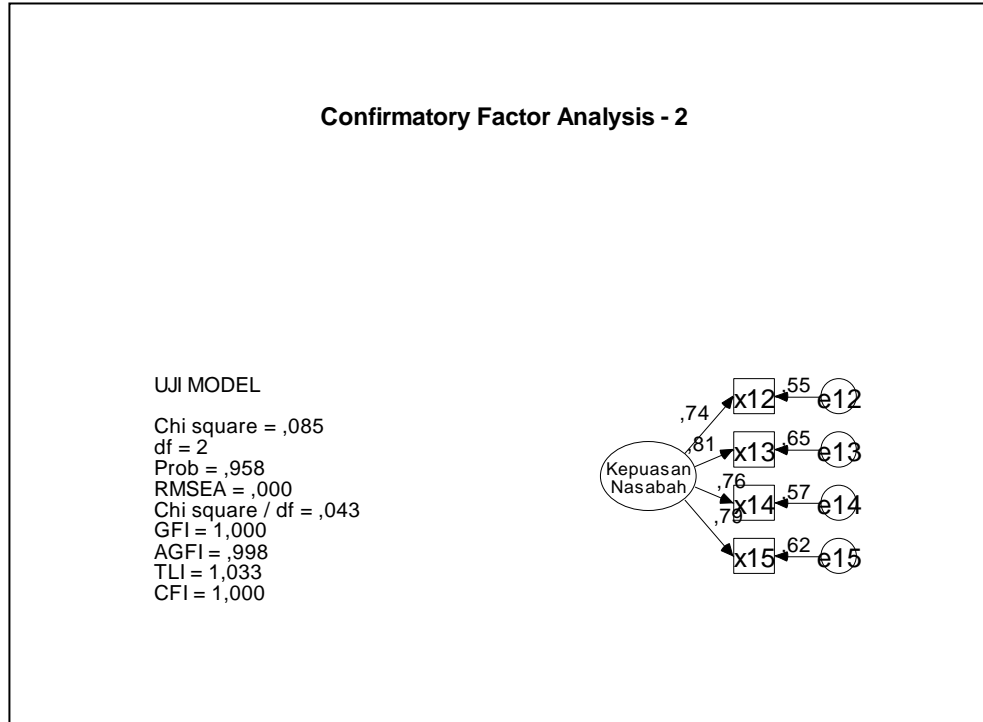 Confirmatory Factor Analysis - 2
UJI MODEL
Chi square = ,085
df = 2
Prob = ,958
RMSEA = ,000
Chi square / df = ,043
GFI = 1,000
AGFI = ,998
TLI = 1,033
CFI = 1,000
Kepuasan
Nasabah
,74
,81
,76
,79
x12
,55
e12
x13
,65
e13
x14
,57
e14
x15
,62
e15